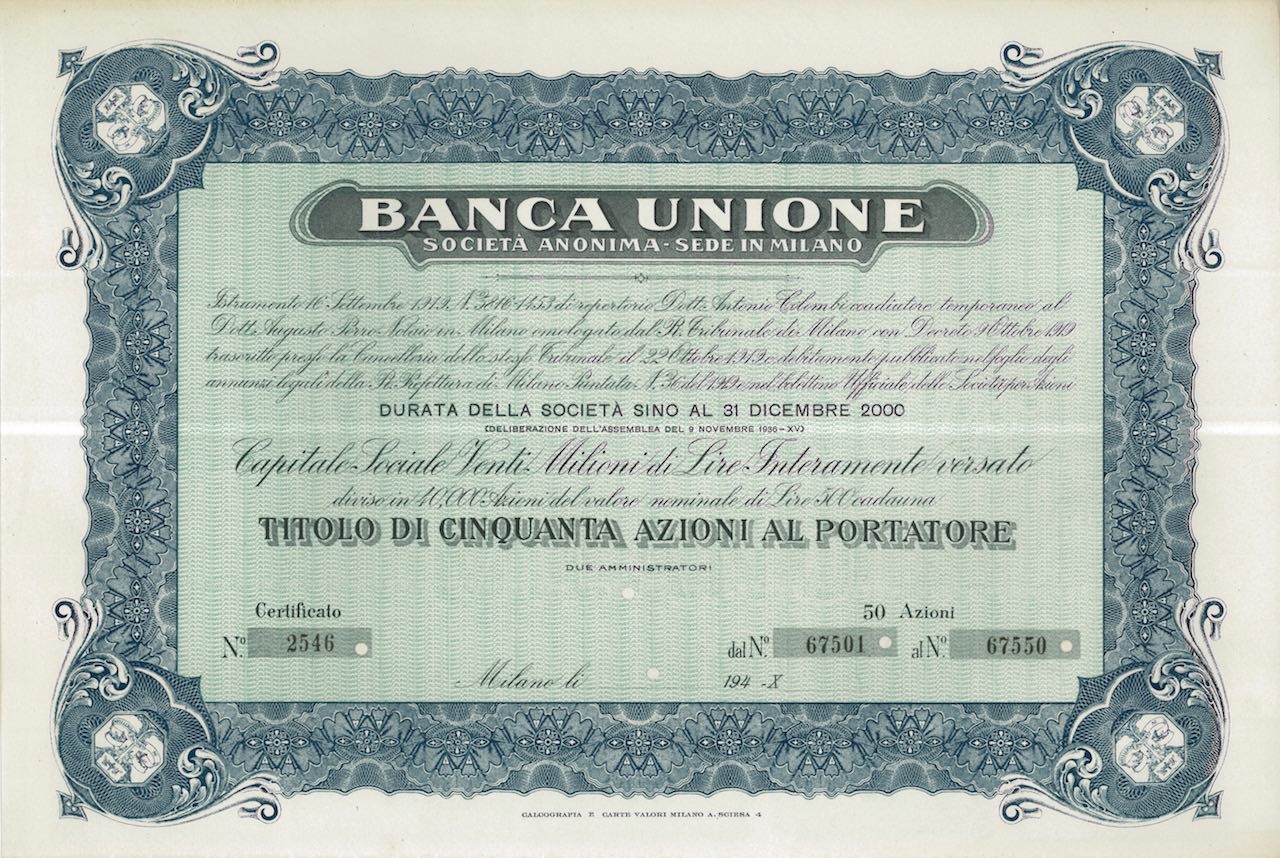 BANCA UNIONE
SOCIETÀ ANONIMA - SEDE IN MILANO
Istrumento 16 Settembre 1919. N. di repertorio Dott. Antonio Colombi coadiutore temporaneo al
Dott. Augusto Porro Notaio in Milano omologato dal R. Tribunale di Milano con Decreto 9 Ottobre 1919
trascritto presso la Cancelleria dello stesso Tribunale il 22 Ottobre 1919 e debitamente pubblicato nel foglio degli
annunzi legali della R. Prefettura di Milano Puntata N. 36 del 1919 e nel bolettino Ufficiale delle Società per Azioni
DURATA DELLA SOCIETÀ SINO AL 31 DICEMBRE 2000
(DELIBERAZIONE DELL'ASSEMBLEA DEL 9 NOVEMBRE 1936-XV)
Capitale Sociale Venti Milioni di Lire Interamente versato
diviso in 40,000 Azioni del valore nominale di Lire 500 cadauna
TITOLO DI CINQUANTA AZIONI AL PORTATORE
DUE AMMINISTRATORI
Certificato 50 Azioni
N.º 2546 dal N.º 67501 al N.º 67550
Milano li 194 -X
CALCOGRAFIA E CARTE VALORI MILANO A. SCIESA 4